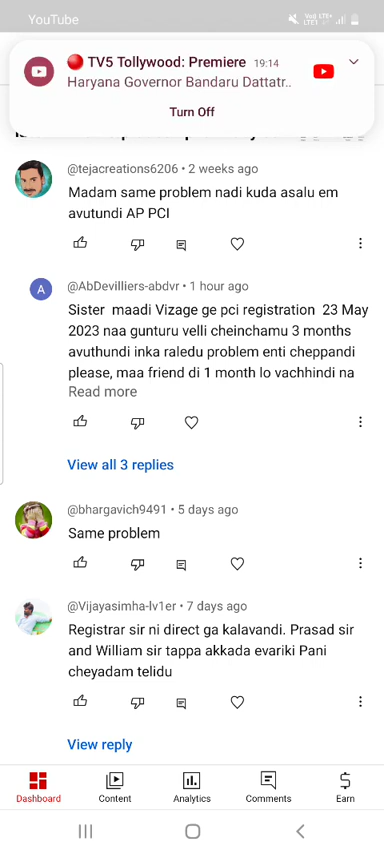 YouTube
Voo LTE+
LTE1
🔴 TV5 Tollywood: Premiere 19:14
Haryana Governor Bandaru Dattatr..
Turn Off
@tejacreations6206 • 2 weeks ago
Madam same problem nadi kuda asalu em
avutundi AP PCI
A @AbDevilliers-abdvr • 1 hour ago
Sister maadi Vizage ge pci registration 23 May
2023 naa gunturu velli cheinchamu 3 months
avuthundi inka raledu problem enti cheppandi
please, maa friend di 1 month lo vachhindi na
Read more
View all 3 replies
@bhargavich9491 • 5 days ago
Same problem
@Vijayasimha-lv1er • 7 days ago
Registrar sir ni direct ga kalavandi. Prasad sir
and William sir tappa akkada evariki Pani
cheyadam telidu
View reply
Dashboard Content Analytics Comments Earn